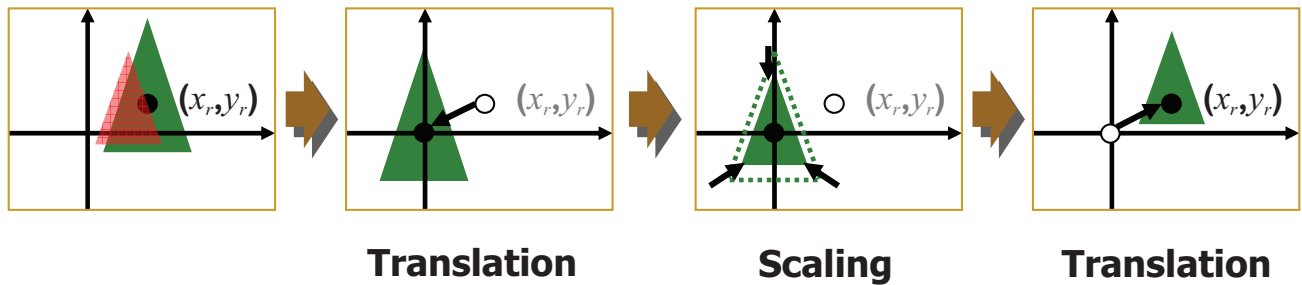 (xᵣ,yᵣ)
(xᵣ,yᵣ)
(xᵣ,yᵣ)
(xᵣ,yᵣ)
Translation
Scaling
Translation